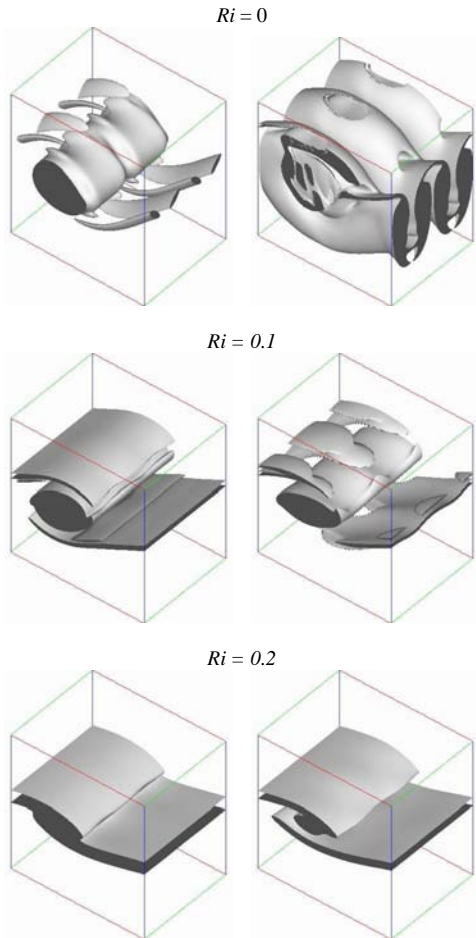 Ri = 0
Ri = 0.1
Ri = 0.2